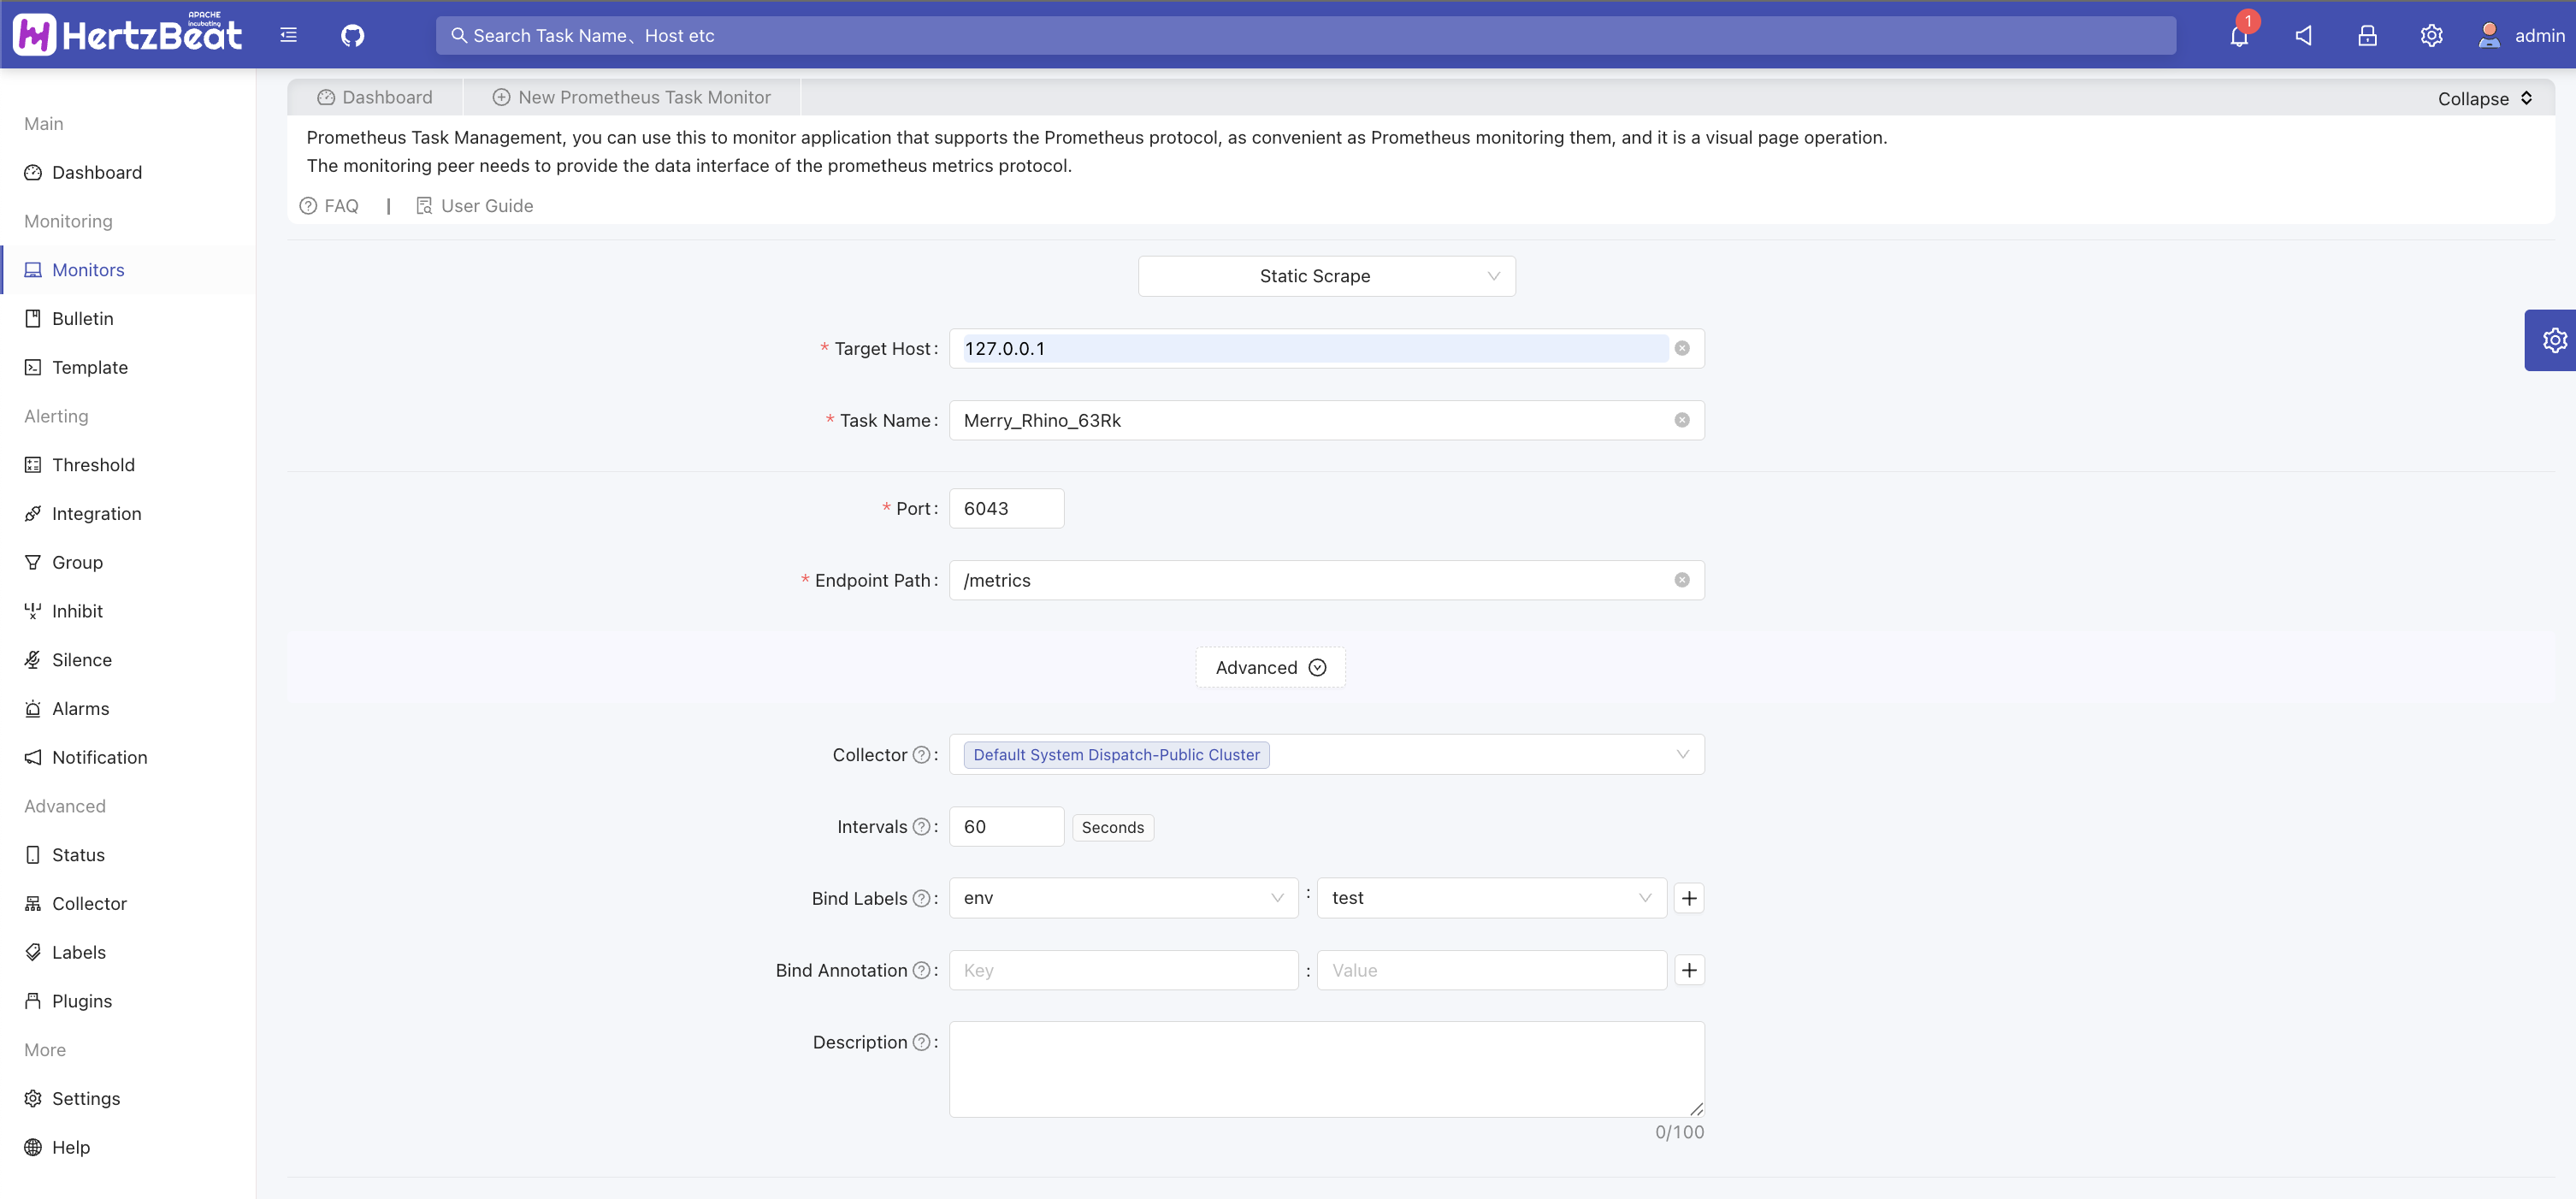 APACHE
incubating
HertzBeat
Search Task Name、Host etc
1
admin
Main
Dashboard
Monitoring
Monitors
Bulletin
Template
Alerting
Threshold
Integration
Group
Inhibit
Silence
Alarms
Notification
Advanced
Status
Collector
Labels
Plugins
More
Settings
Help
Dashboard
New Prometheus Task Monitor
Collapse
Prometheus Task Management, you can use this to monitor application that supports the Prometheus protocol, as convenient as Prometheus monitoring them, and it is a visual page operation.
The monitoring peer needs to provide the data interface of the prometheus metrics protocol.
FAQ | User Guide
Static Scrape
* Target Host : 127.0.0.1
* Task Name : Merry_Rhino_63Rk
* Port : 6043
* Endpoint Path : /metrics
Advanced
Collector : Default System Dispatch-Public Cluster
Intervals : 60 Seconds
Bind Labels : env : test +
Bind Annotation : Key : Value +
Description :
0/100